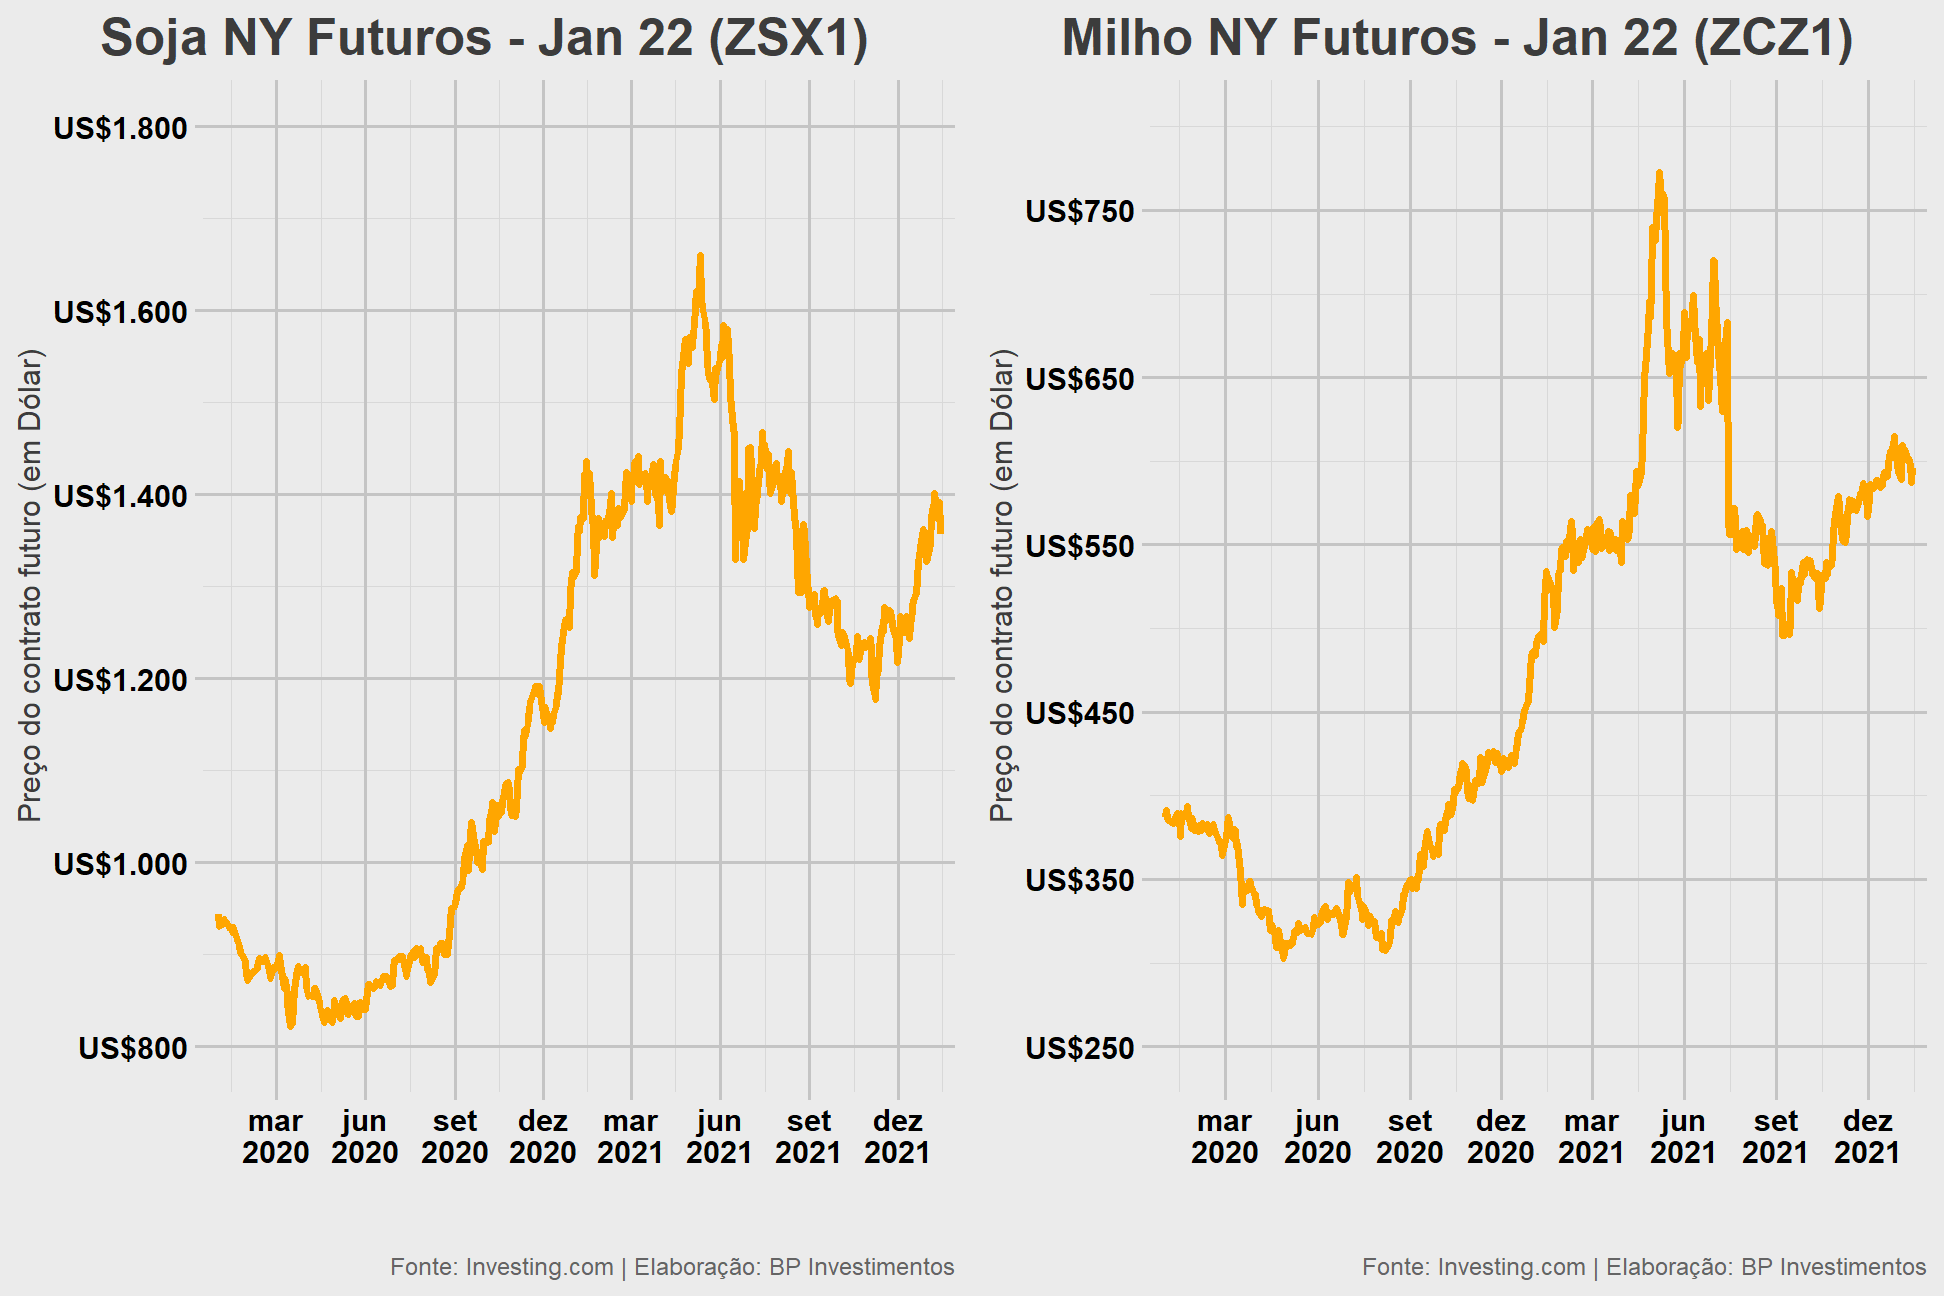 Soja NY Futuros - Jan 22 (ZSX1)
Preço do contrato futuro (em Dólar)
US$1.800
US$1.600
US$1.400
US$1.200
US$1.000
US$800
mar jun set dez mar jun set dez
2020 2020 2020 2020 2021 2021 2021 2021
Fonte: Investing.com | Elaboração: BP Investimentos
Milho NY Futuros - Jan 22 (ZCZ1)
Preço do contrato futuro (em Dólar)
US$750
US$650
US$550
US$450
US$350
US$250
mar jun set dez mar jun set dez
2020 2020 2020 2020 2021 2021 2021 2021
Fonte: Investing.com | Elaboração: BP Investimentos